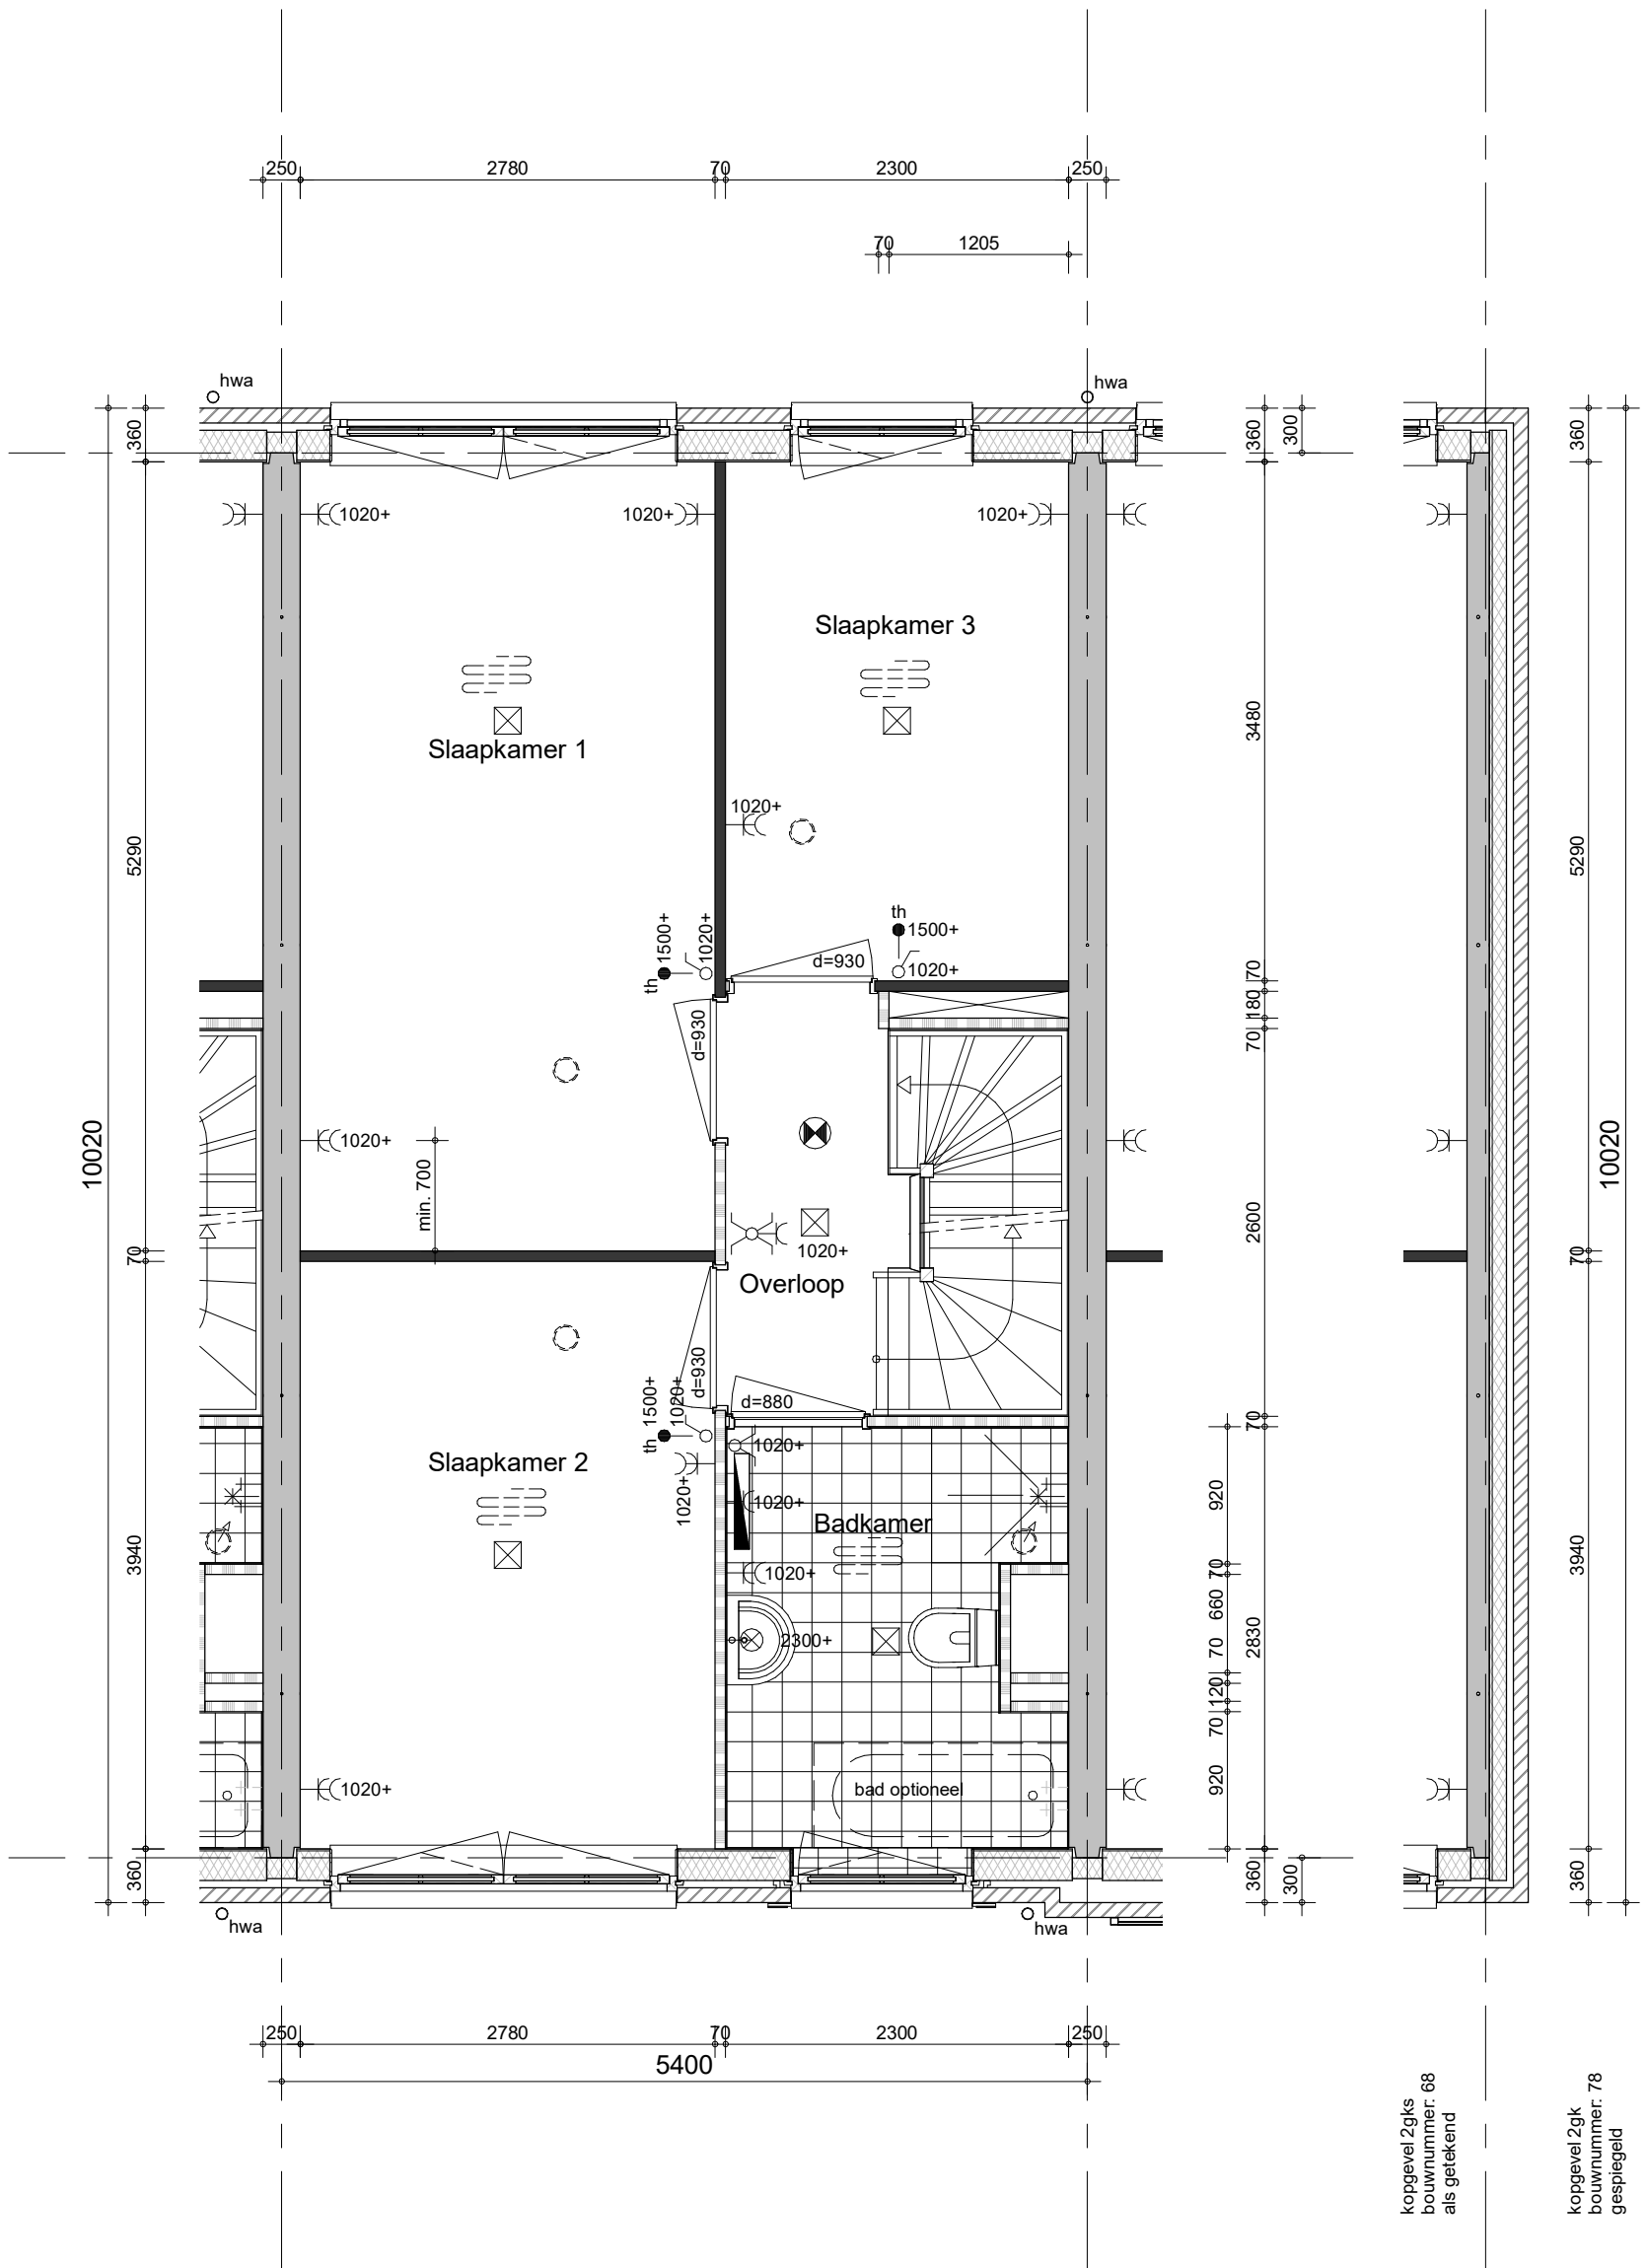 250 2780 70 2300 250
70 1205
hwa
hwa
360
360
300
360
1020+
1020+
1020+
Slaapkamer 3
Slaapkamer 1
3480
1020+
5290
5290
th 1500+
1020+
th
1500+
1020+
d=930
70
180
70
d=930
1020+
min. 700
10020
10020
2600
1020+
Overloop
70
70
d=930
th 1500+
1020+
d=880
70
1020+
Slaapkamer 2
1020+
1020+
Badkamer
920
3940
3940
1020+
70
660
70
2830
2300+
120
70
1020+
bad optioneel
920
360
360
300
360
hwa
hwa
250 2780 70 2300 250
5400
kopgevel 2gks
bouwnummer: 68
als getekend
kopgevel 2gk
bouwnummer: 78
gespiegeld